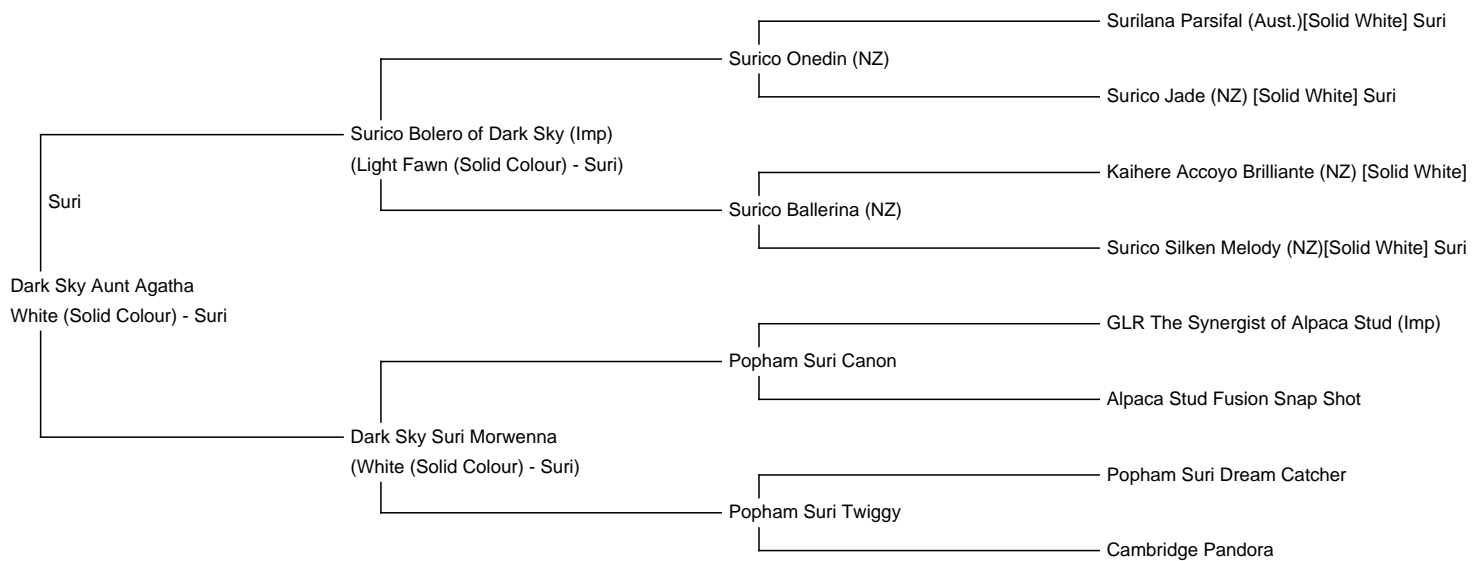 Surilana Parsifal (Aust.)[Solid White] Suri
Surico Onedin (NZ)
Surico Jade (NZ) [Solid White] Suri
Surico Bolero of Dark Sky (Imp)
(Light Fawn (Solid Colour) - Suri)
Kaihere Accoyo Brilliante (NZ) [Solid White]
Suri
Surico Ballerina (NZ)
Surico Silken Melody (NZ)[Solid White] Suri
Dark Sky Aunt Agatha
White (Solid Colour) - Suri
GLR The Synergist of Alpaca Stud (Imp)
Popham Suri Canon
Alpaca Stud Fusion Snap Shot
Dark Sky Suri Morwenna
(White (Solid Colour) - Suri)
Popham Suri Dream Catcher
Popham Suri Twiggy
Cambridge Pandora